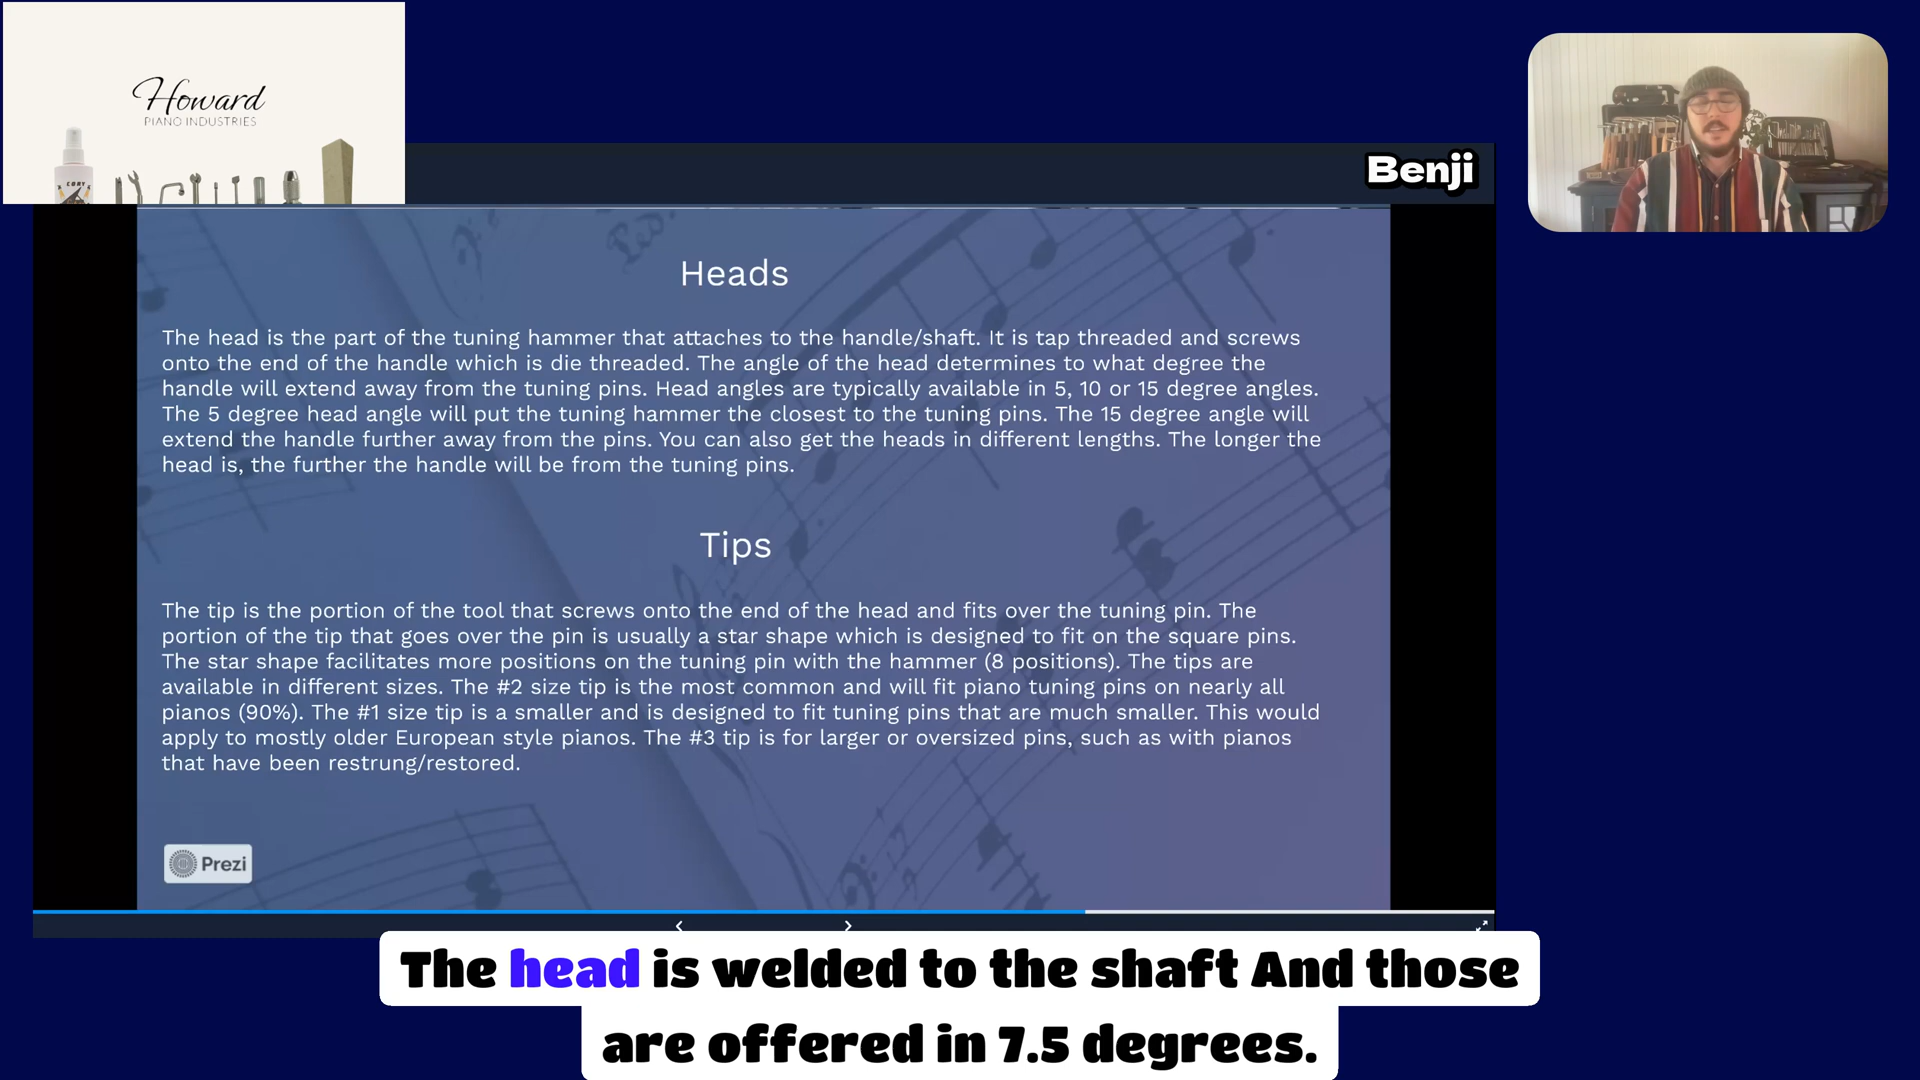 Howard
PIANO INDUSTRIES
COBY
Benji
Heads
The head is the part of the tuning hammer that attaches to the handle/shaft. It is tap threaded and screws
onto the end of the handle which is die threaded. The angle of the head determines to what degree the
handle will extend away from the tuning pins. Head angles are typically available in 5, 10 or 15 degree angles.
The 5 degree head angle will put the tuning hammer the closest to the tuning pins. The 15 degree angle will
extend the handle further away from the pins. You can also get the heads in different lengths. The longer the
head is, the further the handle will be from the tuning pins.
Tips
The tip is the portion of the tool that screws onto the end of the head and fits over the tuning pin. The
portion of the tip that goes over the pin is usually a star shape which is designed to fit on the square pins.
The star shape facilitates more positions on the tuning pin with the hammer (8 positions). The tips are
available in different sizes. The #2 size tip is the most common and will fit piano tuning pins on nearly all
pianos (90%). The #1 size tip is a smaller and is designed to fit tuning pins that are much smaller. This would
apply to mostly older European style pianos. The #3 tip is for larger or oversized pins, such as with pianos
that have been restrung/restored.
Prezi
The head is welded to the shaft And those
are offered in 7.5 degrees.